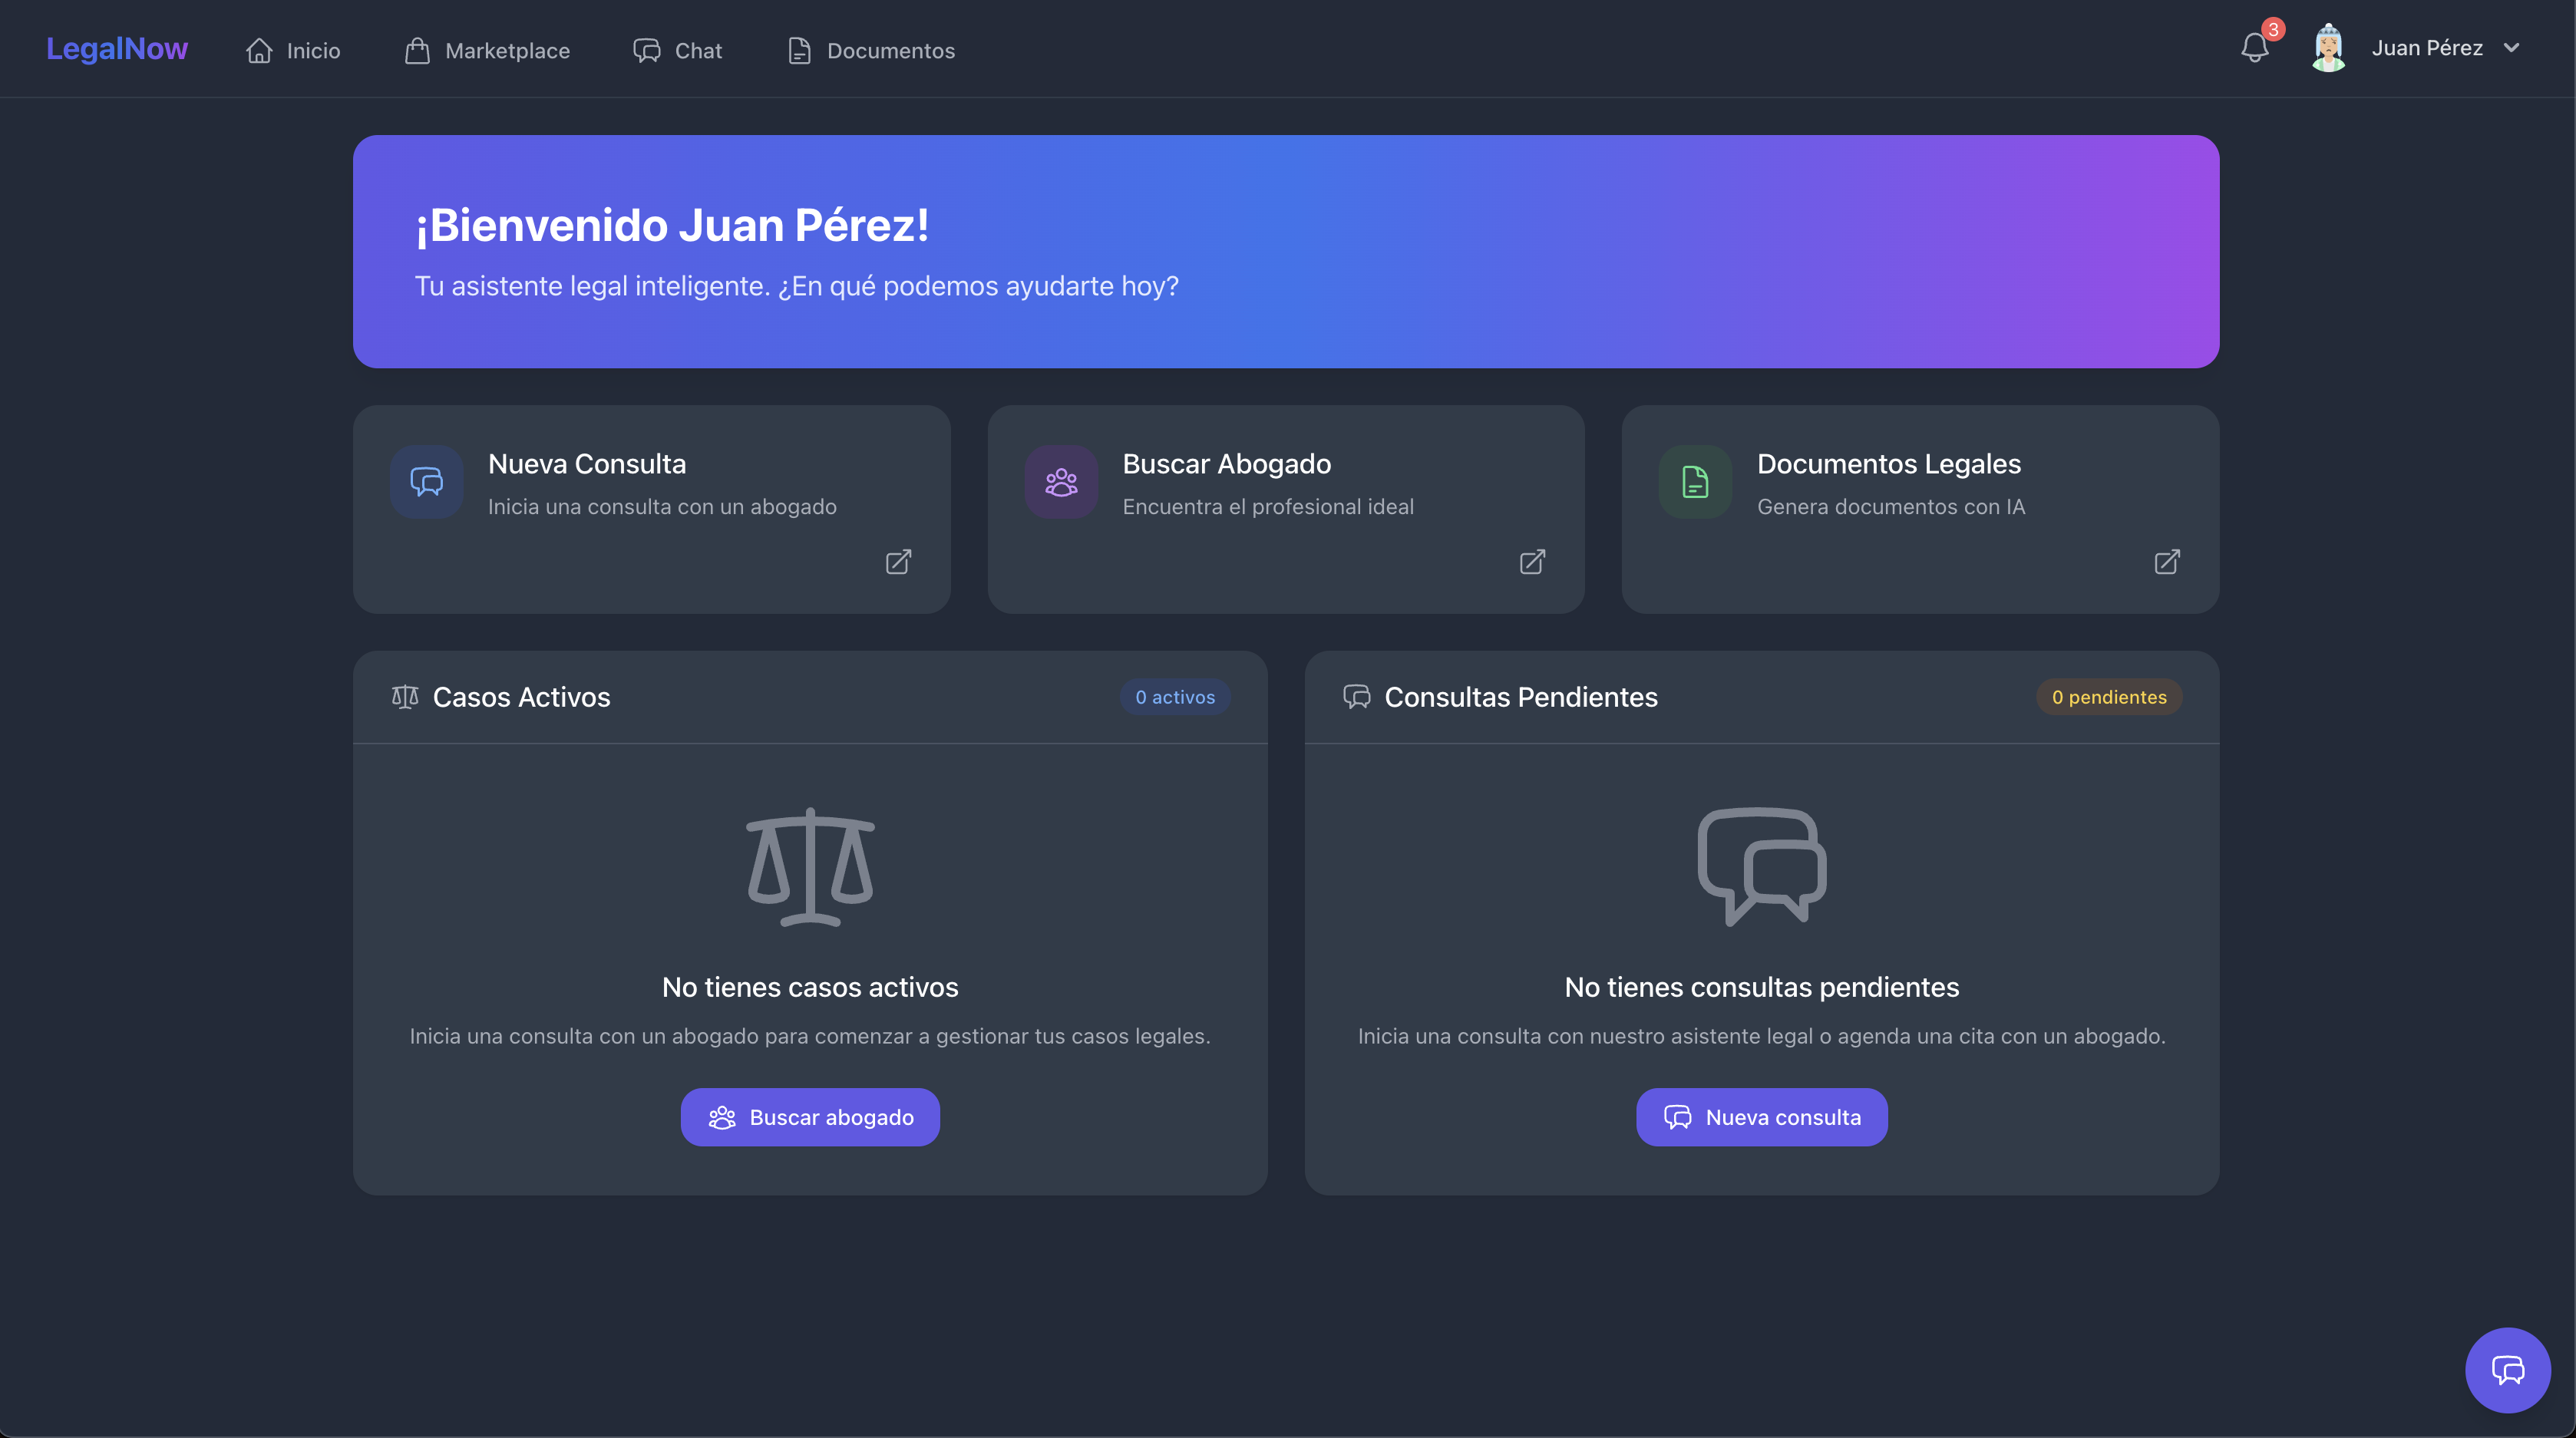 LegalNow
Inicio
Marketplace
Chat
Documentos
3
Juan Pérez
¡Bienvenido Juan Pérez!
Tu asistente legal inteligente. ¿En qué podemos ayudarte hoy?
Nueva Consulta
Inicia una consulta con un abogado
Buscar Abogado
Encuentra el profesional ideal
Documentos Legales
Genera documentos con IA
Casos Activos
0 activos
No tienes casos activos
Inicia una consulta con un abogado para comenzar a gestionar tus casos legales.
Buscar abogado
Consultas Pendientes
0 pendientes
No tienes consultas pendientes
Inicia una consulta con nuestro asistente legal o agenda una cita con un abogado.
Nueva consulta